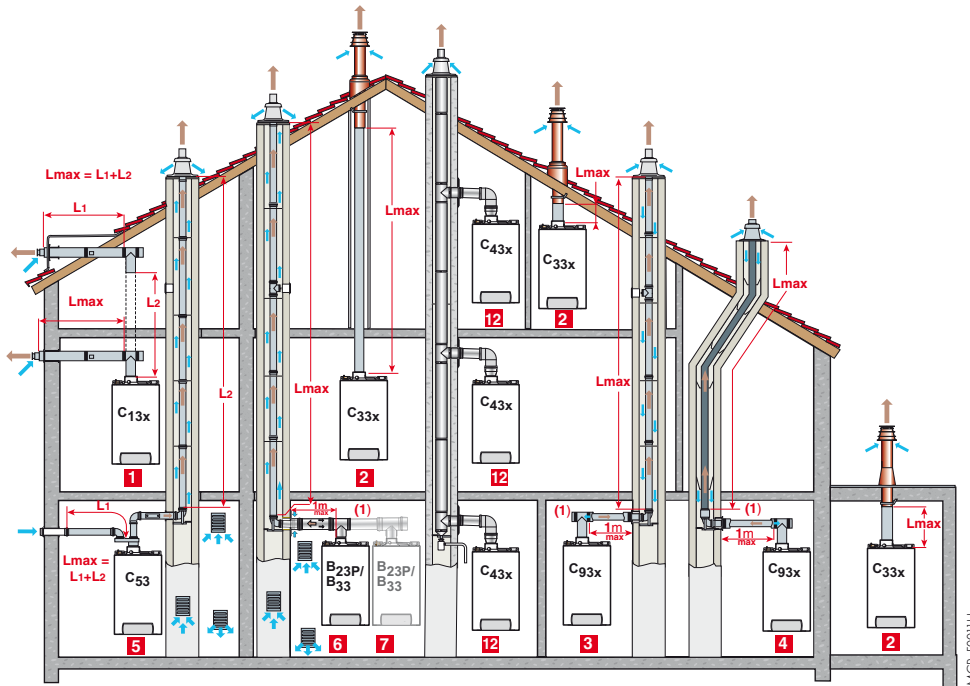 Lmax = L1+L2
L1
Lmax
L2
C13x
1
L2
L1
Lmax =
L1+L2
C53
5
Lmax
1m
max
(1)
B23P/
B33
6
B23P/
B33
7
Lmax
C33x
2
C43x
12
C43x
12
C43x
12
Lmax
C33x
2
Lmax
(1)
1m
max
C93x
3
Lmax
(1)
1m
max
C93x
4
Lmax
C33x
2